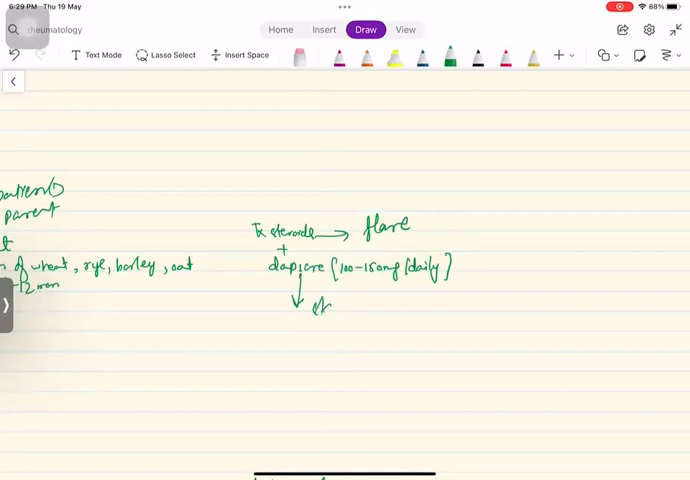 6:29 PM Thu 19 May
88%
rheumatology
Home Insert Draw View
Text Mode Lasso Select Insert Space
parent
Tx steroids → flare
of wheat, rye, barley, oat
+
dapsone [100-150mg/daily]